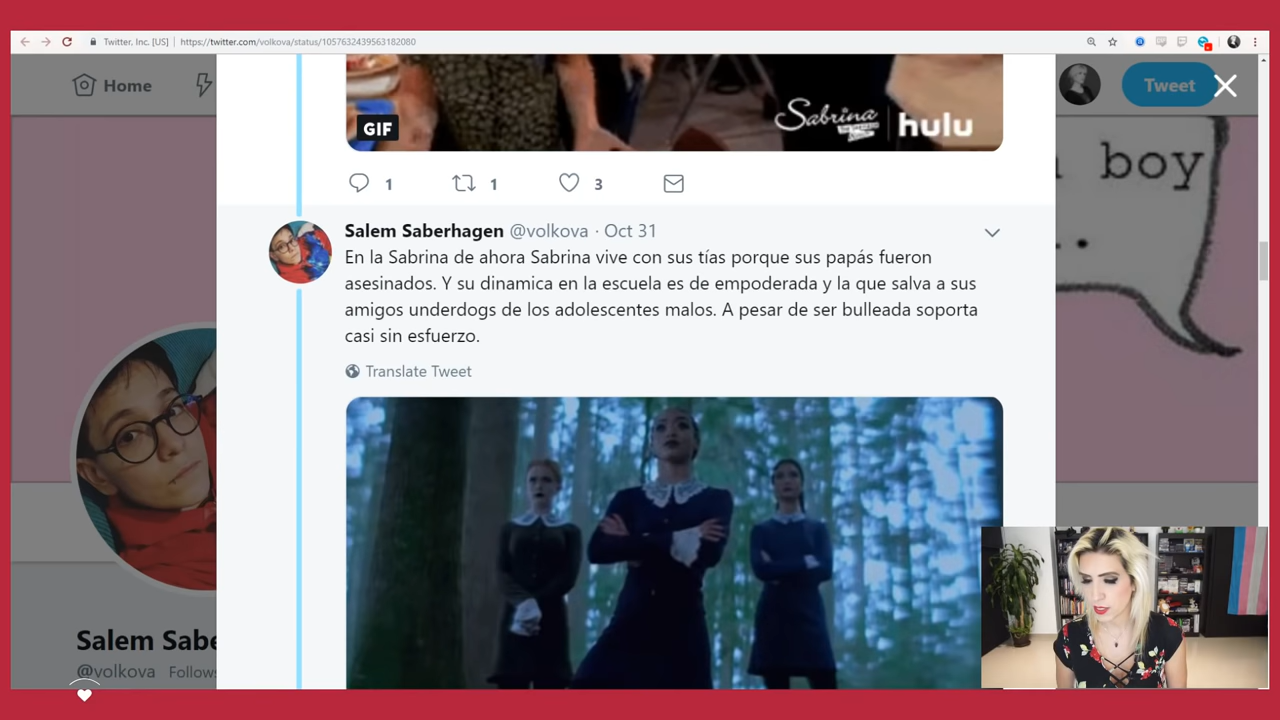 Twitter, Inc. [US] | https://twitter.com/volkova/status/1057632439563182080
Home
Tweet
Sabrina
hulu
GIF
boy
..
1 1 3
Salem Saberhagen @volkova · Oct 31
En la Sabrina de ahora Sabrina vive con sus tías porque sus papás fueron
asesinados. Y su dinamica en la escuela es de empoderada y la que salva a sus
amigos underdogs de los adolescentes malos. A pesar de ser bulleada soporta
casi sin esfuerzo.
Translate Tweet
Salem Sabe
@volkova Follows